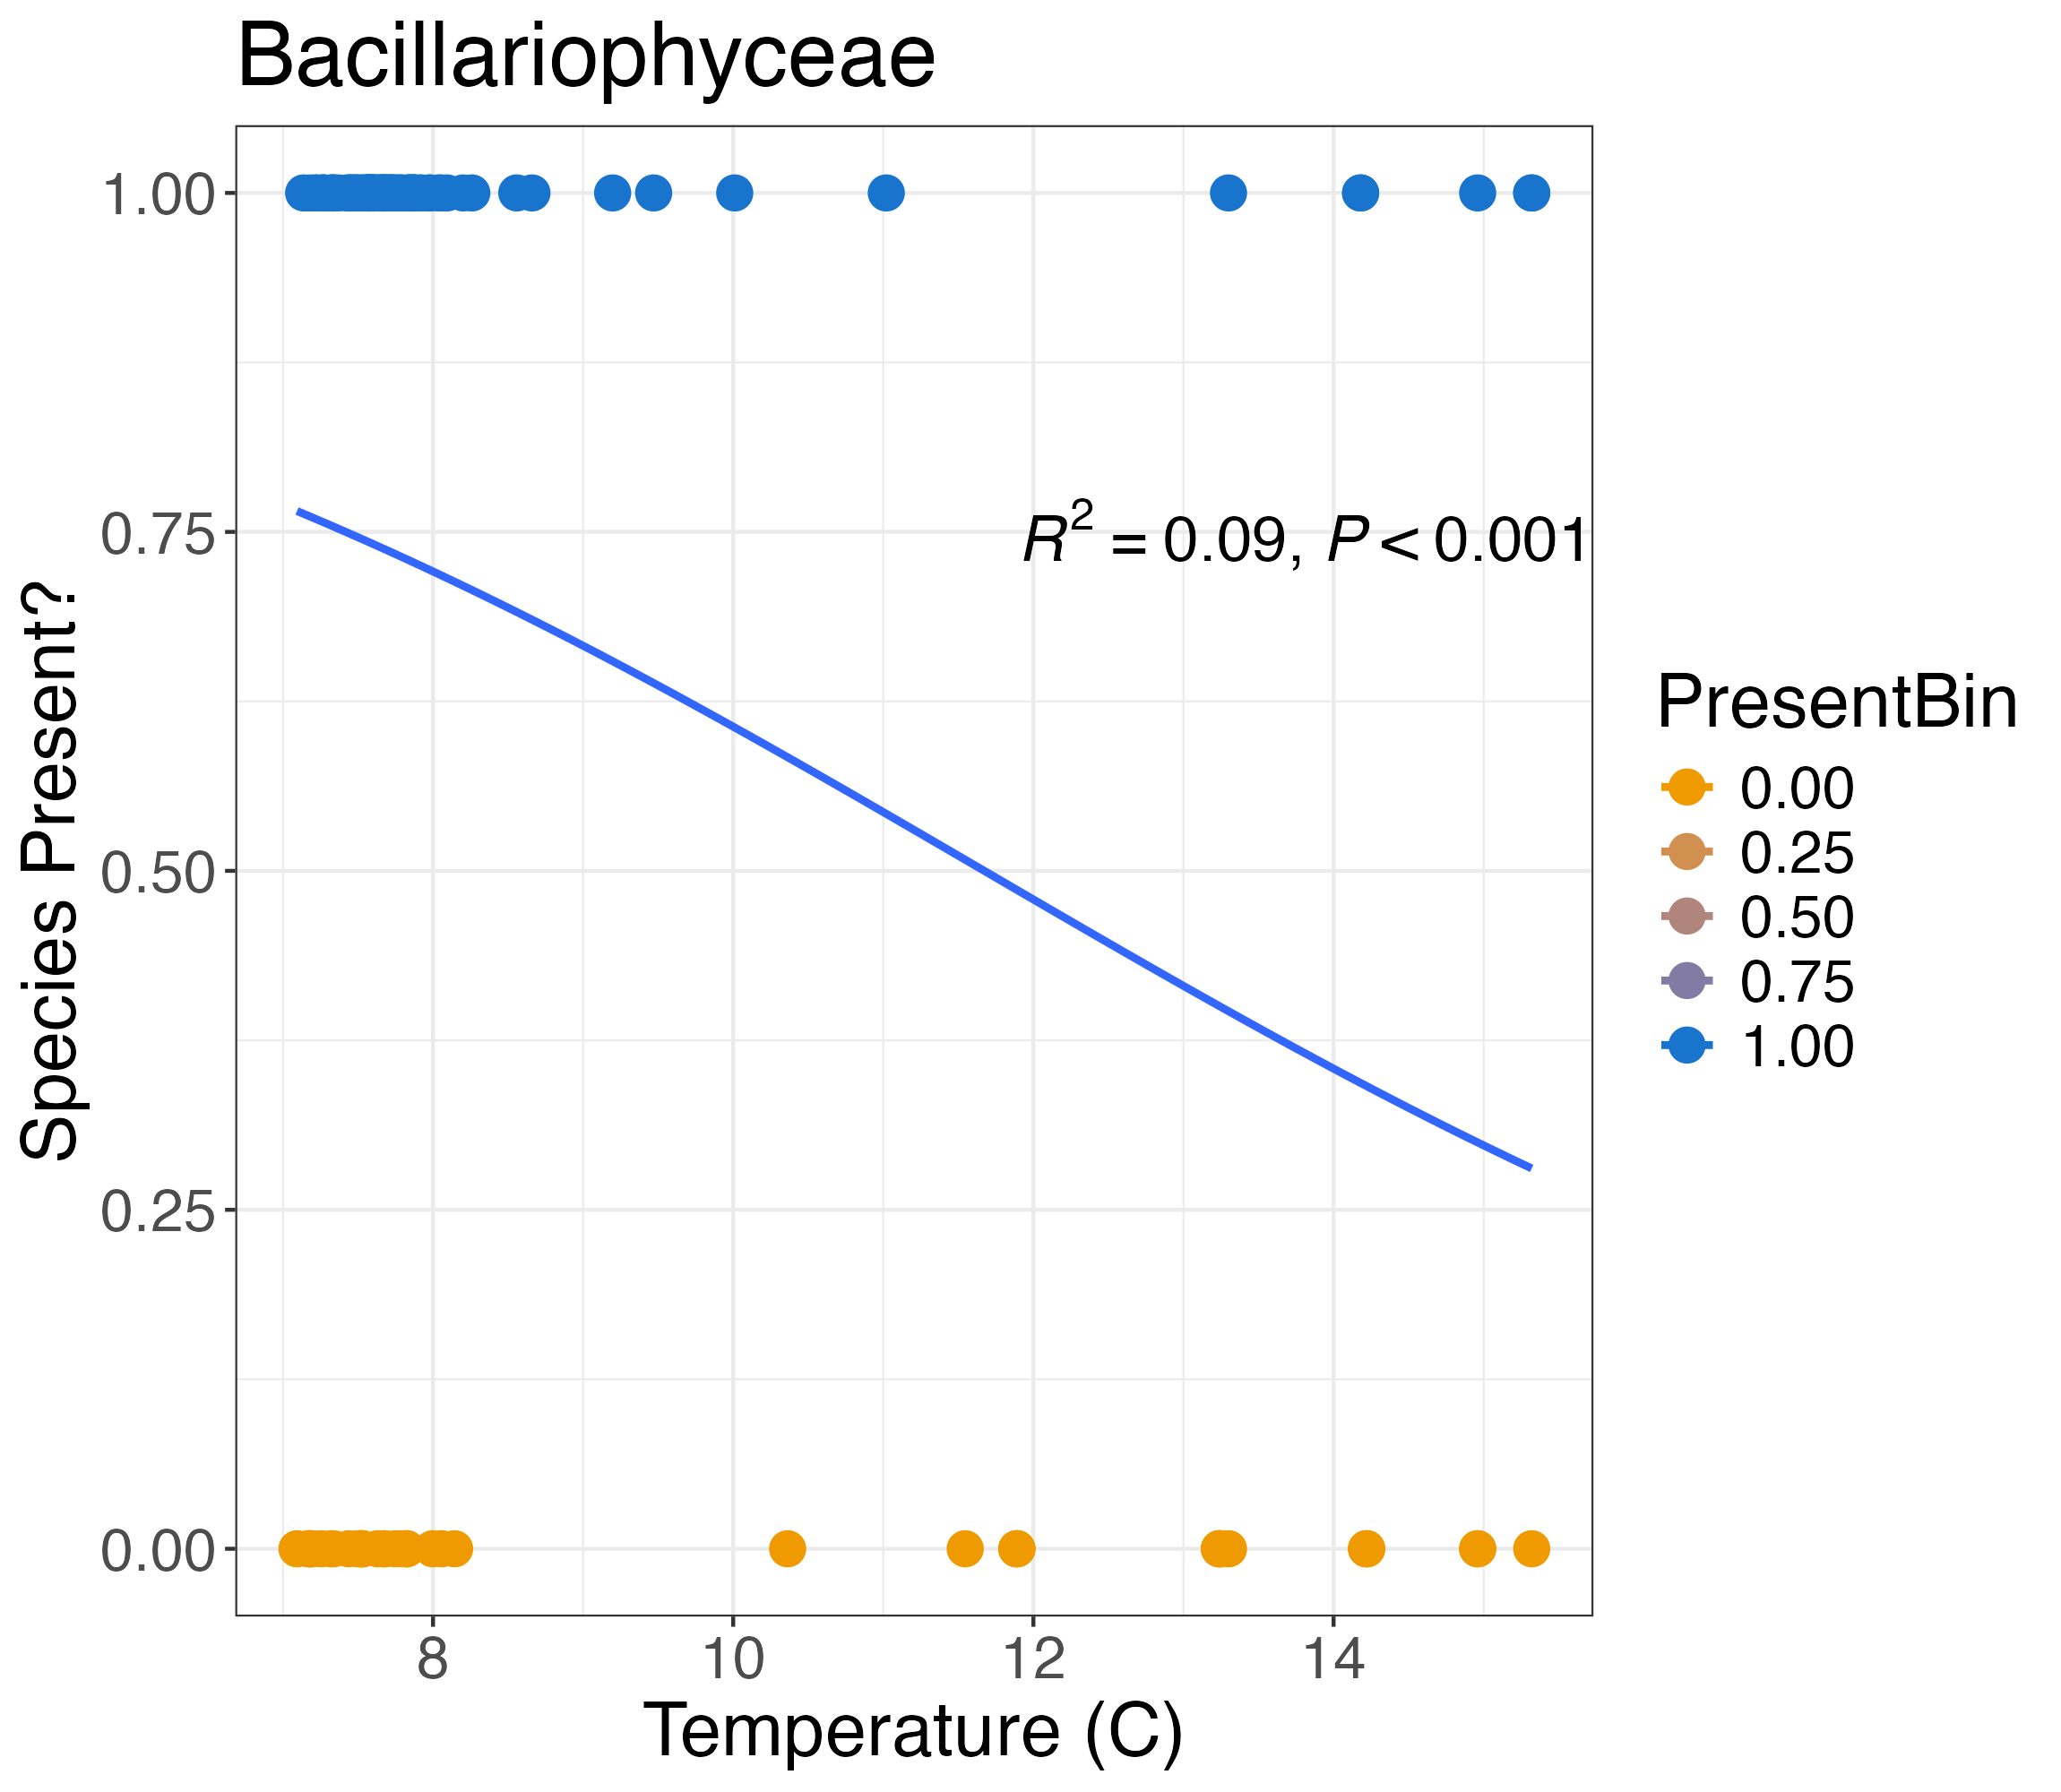 Bacillariophyceae
1.00
0.75
0.50
0.25
0.00
Species Present?
R² = 0.09, P < 0.001
8 10 12 14
Temperature (C)
PresentBin
0.00
0.25
0.50
0.75
1.00